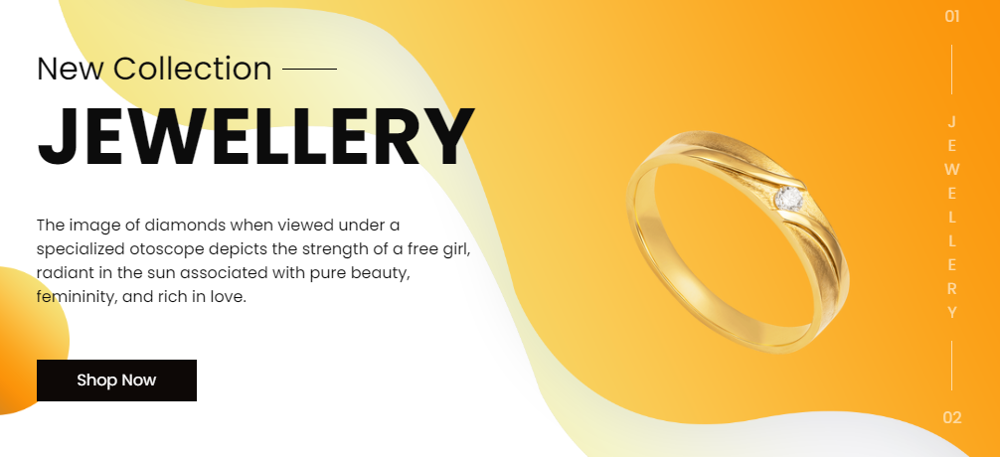 New Collection
JEWELLERY
The image of diamonds when viewed under a
specialized otoscope depicts the strength of a free girl,
radiant in the sun associated with pure beauty,
femininity, and rich in love.
Shop Now
01
JEWELLERY
02